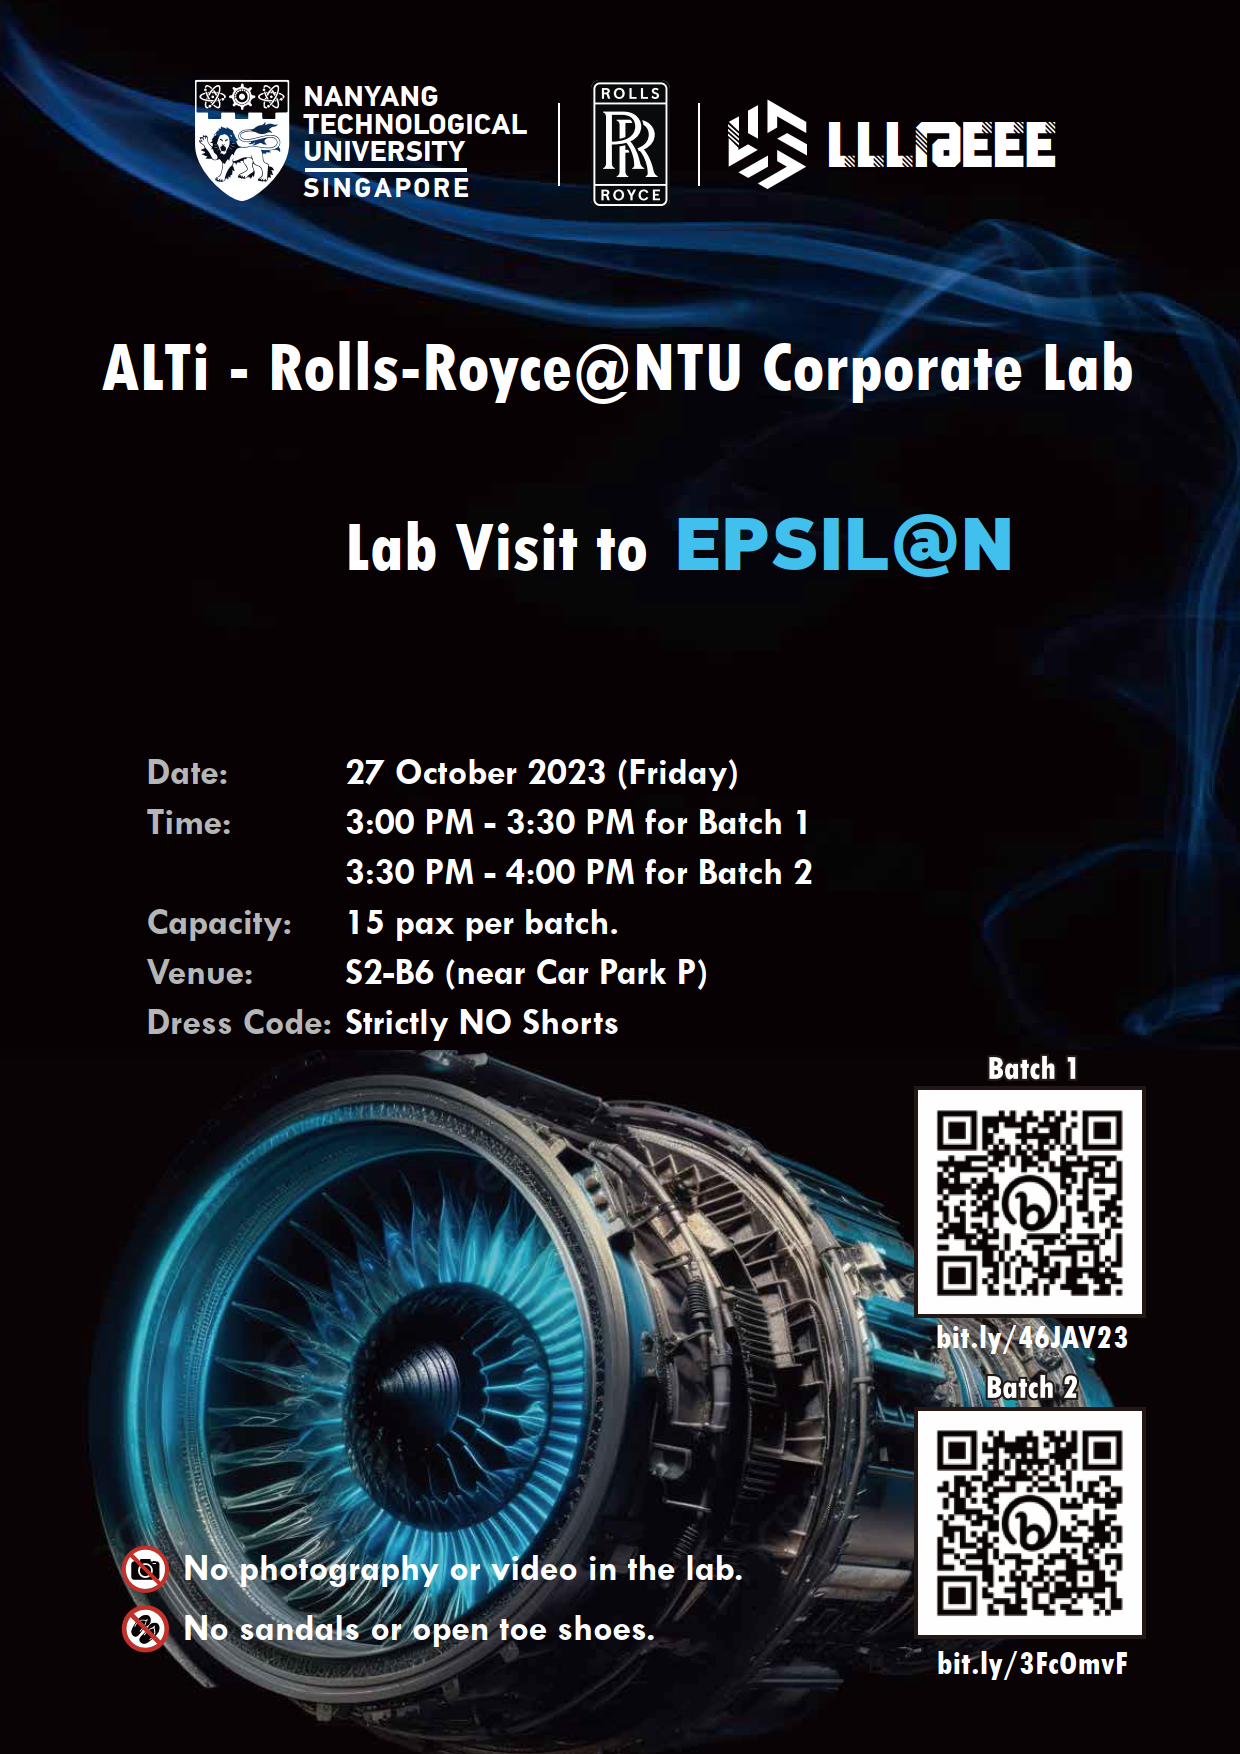 NANYANG
TECHNOLOGICAL
UNIVERSITY
SINGAPORE
ROLLS
RR
ROYCE
LLLR@EEE
ALTi - Rolls-Royce@NTU Corporate Lab
Lab Visit to EPSIL@N
Date: 27 October 2023 (Friday)
Time: 3:00 PM - 3:30 PM for Batch 1
3:30 PM - 4:00 PM for Batch 2
Capacity: 15 pax per batch.
Venue: S2-B6 (near Car Park P)
Dress Code: Strictly NO Shorts
Batch 1
b
bit.ly/46JAV23
Batch 2
b
bit.ly/3FcOmvF
No photography or video in the lab.
No sandals or open toe shoes.